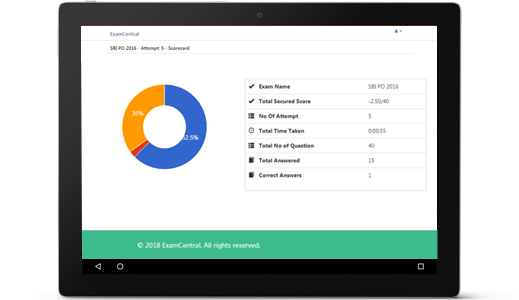 ExamCentral
SBI PO 2016 - Attempt: 5 - Scorecard
35%
62.5%
Exam Name SBI PO 2016
Total Secured Score -2.50/40
No Of Attempt 5
Total Time Taken 0:00:55
Total No of Question 40
Total Answered 15
Correct Answers 1
© 2018 ExamCentral. All rights reserved.